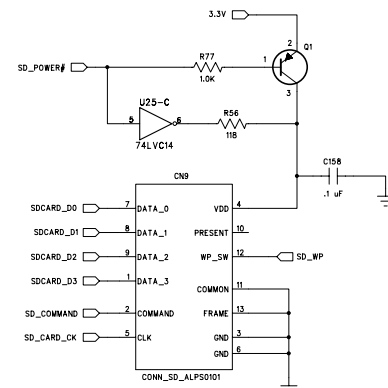 3.3V
2 Q1
SD_POWER# R77 1
1.0K
3
U25-C
5 6 R56
118
74LVC14
C158
.1 uF
CN9
SDCARD_D0 7 DATA_0 VDD 4
SDCARD_D1 8 DATA_1 PRESENT 10
SDCARD_D2 9 DATA_2 WP_SW 12 SD_WP
SDCARD_D3 1 DATA_3
COMMON 11
SD_COMMAND 2 COMMAND FRAME 13
SD_CARD_CK 5 CLK GND 3
GND 6
CONN_SD_ALPS0101